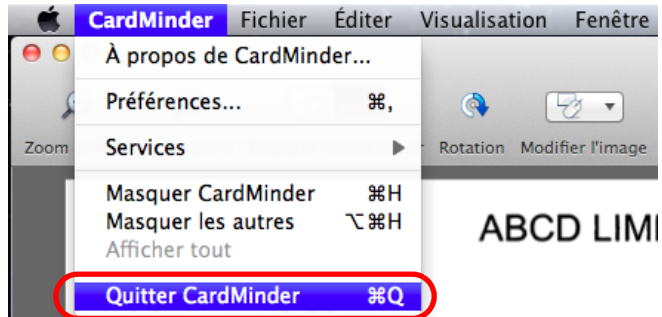 CardMinder Fichier Éditer Visualisation Fenêtre
À propos de CardMinder...
Préférences... ⌘,
Zoom Services Rotation Modifier l'image
Masquer CardMinder ⌘H
Masquer les autres ⌥⌘H
Afficher tout
Quitter CardMinder ⌘Q
ABCD